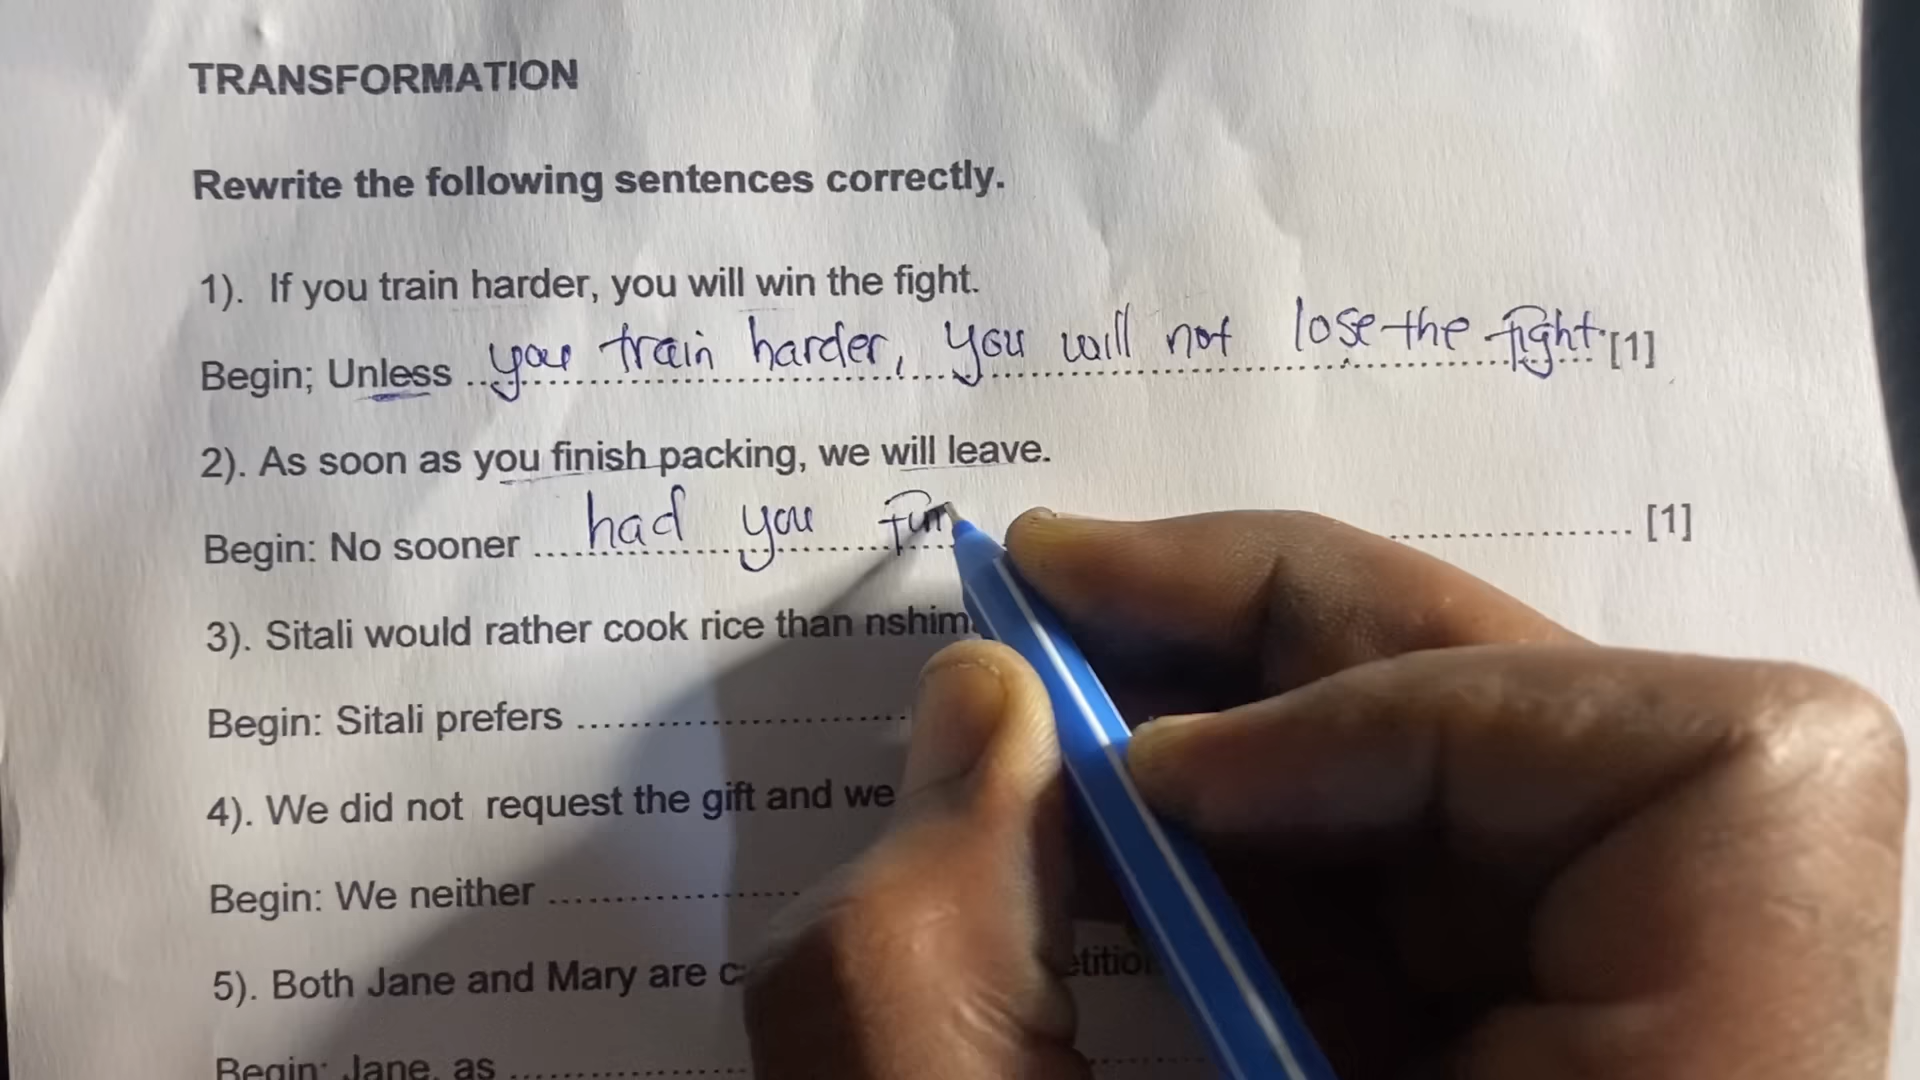 TRANSFORMATION
Rewrite the following sentences correctly.
1). If you train harder, you will win the fight.
Begin; Unless you train harder, you will not lose the fight. [1]
2). As soon as you finish packing, we will leave.
Begin: No sooner had you [1]
3). Sitali would rather cook rice than
Begin: Sitali prefers
4). We did not request the gift and we
Begin: We neither
5). Both Jane and Mary are
Begin: Jane, as